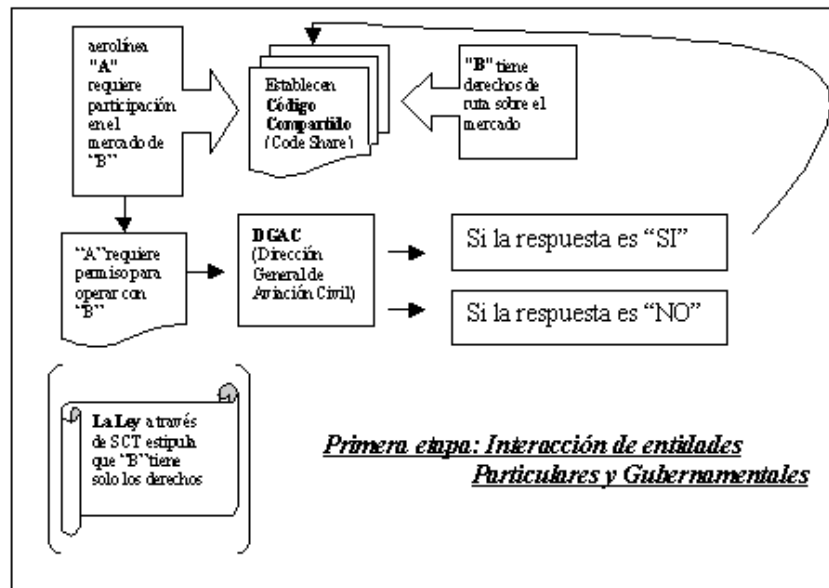 aerolínea
"A"
requiere
participación
en el
mercado de
"B"
Establecen
Código
Compartido
(Code Share)
"B" tiene
derechos de
ruta sobre el
mercado
"A" requiere
permiso para
operar con
"B"
DGAC
(Dirección
General de
Aviación Civil)
Si la respuesta es "SI"
Si la respuesta es "NO"
La Ley a través
de SCT estipula
que "B" tiene
solo los derechos
Primera etapa: Interacción de entidades
Particulares y Gubernamentales